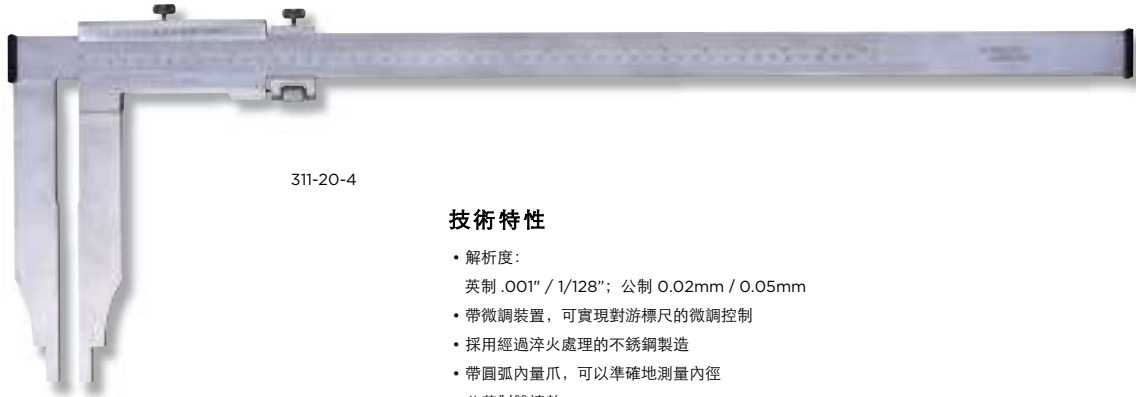 311-20-4
技術特性
• 解析度：
英制 .001" / 1/128"；公制 0.02mm / 0.05mm
• 帶微調裝置，可實現對游標尺的微調控制
• 採用經過淬火處理的不銹鋼製造
• 帶圓弧內量爪，可以準確地測量內徑